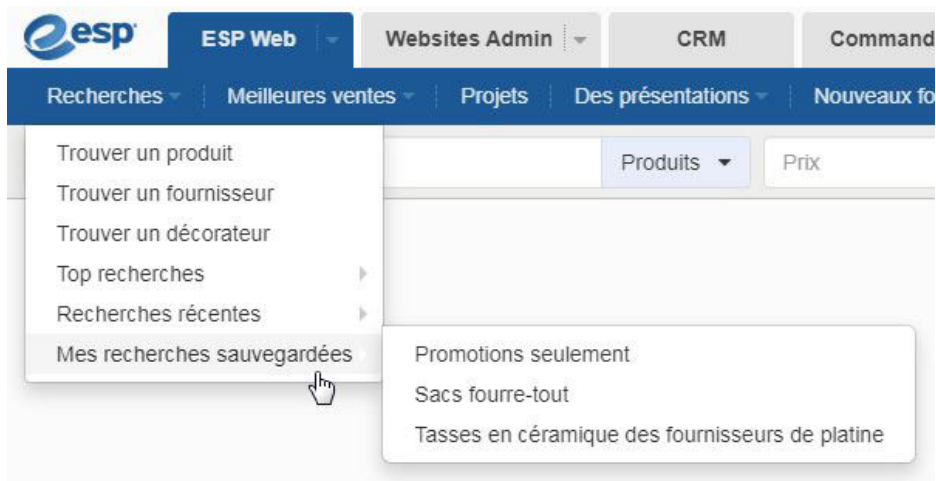 esp
ESP Web Websites Admin CRM Command
Recherches Meilleures ventes Projets Des présentations Nouveaux fo
Trouver un produit Produits Prix
Trouver un fournisseur
Trouver un décorateur
Top recherches
Recherches récentes
Mes recherches sauvegardées Promotions seulement
Sacs fourre-tout
Tasses en céramique des fournisseurs de platine